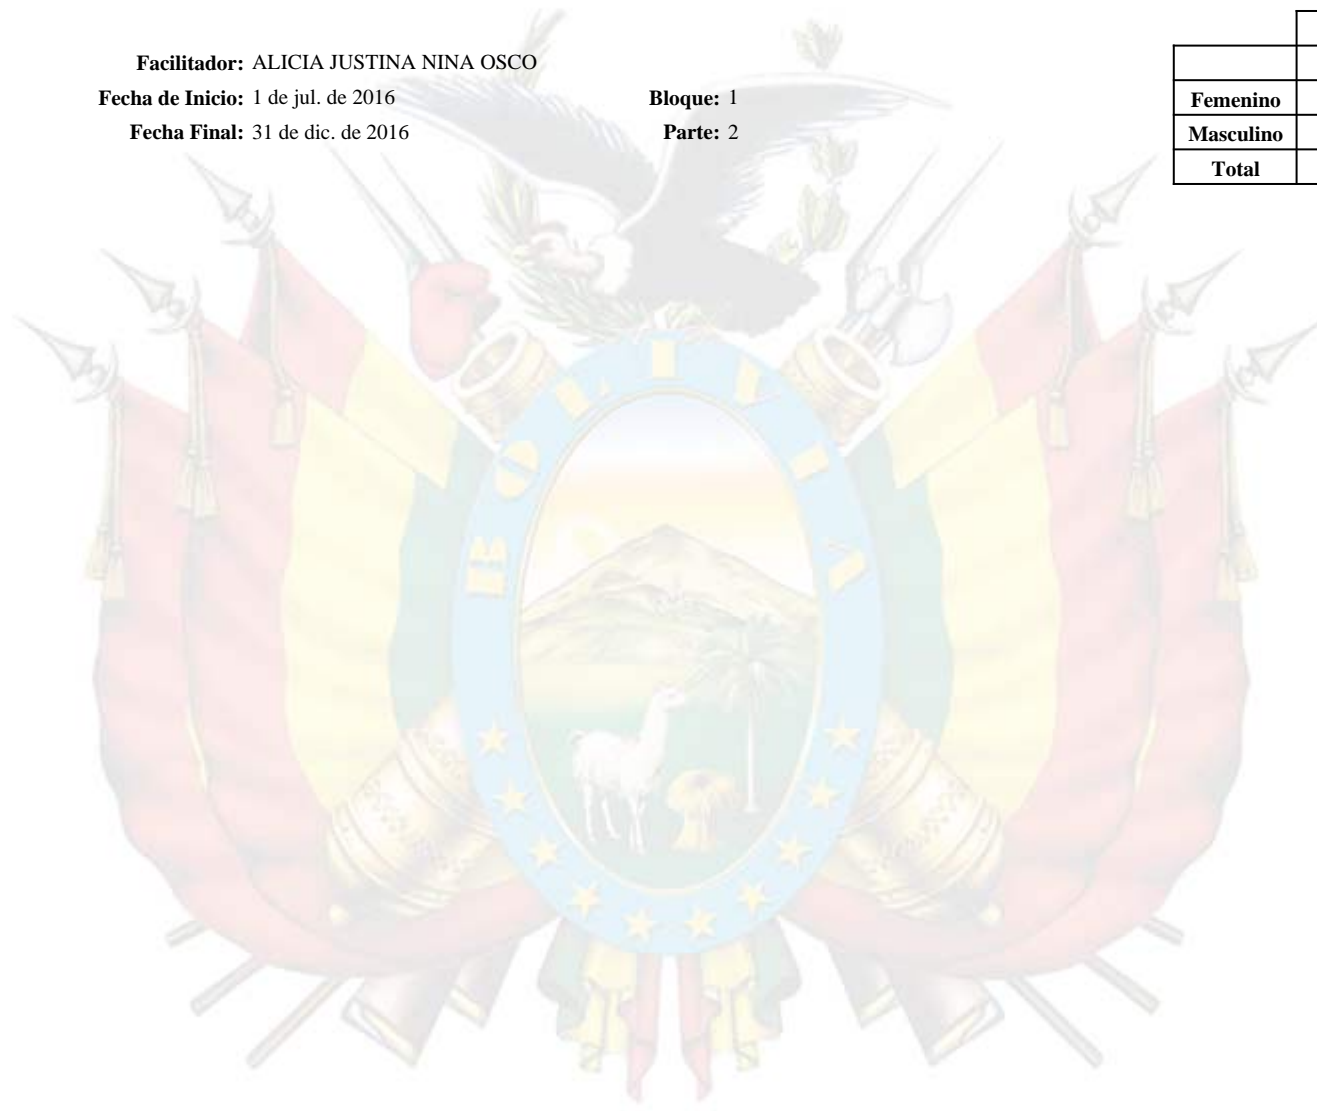 Facilitador: ALICIA JUSTINA NINA OSCO
Fecha de Inicio: 1 de jul. de 2016 Bloque: 1
Fecha Final: 31 de dic. de 2016 Parte: 2
Femenino
Masculino
Total
BOLIVIA